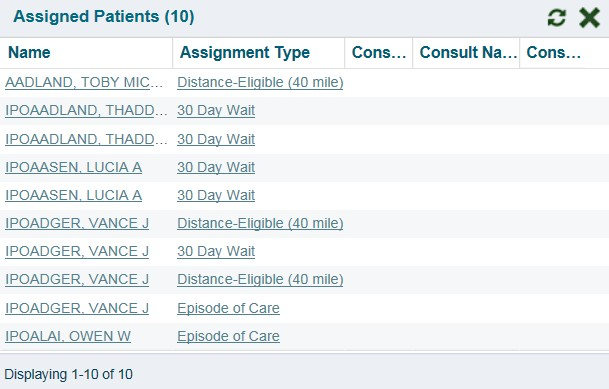 Assigned Patients (10)
Name Assignment Type Cons... Consult Na... Cons...
AADLAND, TOBY MIC... Distance-Eligible (40 mile)
IPOAADLAND, THADD... 30 Day Wait
IPOAADLAND, THADD... 30 Day Wait
IPOAASEN, LUCIA A 30 Day Wait
IPOAASEN, LUCIA A 30 Day Wait
IPOADGER, VANCE J Distance-Eligible (40 mile)
IPOADGER, VANCE J 30 Day Wait
IPOADGER, VANCE J Distance-Eligible (40 mile)
IPOADGER, VANCE J Episode of Care
IPOALAI, OWEN W Episode of Care
Displaying 1-10 of 10